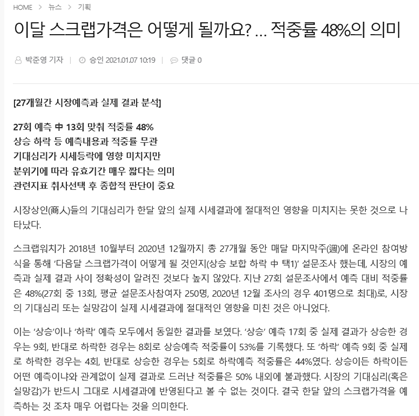 HOME > 뉴스 > 기획
이달 스크랩가격은 어떻게 될까요? ... 적중률 48%의 의미
박준영 기자 | 승인 2021.01.07 10:19 | 댓글 0
[27개월간 시장예측과 실제 결과 분석]
27회 예측 中 13회 맞춰 적중률 48%
상승 하락 등 예측내용과 적중률 무관
기대심리가 시세등락에 영향 미치지만
분위기에 따라 유효기간 매우 짧다는 의미
관련지표 취사선택 후 종합적 판단이 중요
시장상인(商人)들의 기대심리가 한달 앞의 실제 시세결과에 절대적인 영향을 미치지는 못한 것으로 나
타났다.
스크랩워치가 2018년 10월부터 2020년 12월까지 총 27개월 동안 매달 마지막주(週)에 온라인 참여방
식을 통해 '다음달 스크랩가격이 어떻게 될 것인지(상승 보합 하락 中 택1)' 설문조사 했는데, 시장의 예
측과 실제 결과 사이 정확성이 알려진 것보다 높지 않았다. 지난 27회 설문조사에서 예측 대비 적중률
은 48%(27회 중 13회, 평균 설문조사참여자 250명, 2020년 12월 조사의 경우 401명으로 최대)로, 시장
의 기대심리 또는 실망감이 실제 시세결과에 절대적인 영향을 미친 것은 아니었다.
이는 '상승'이나 '하락' 예측 모두에서 동일한 결과를 보였다. '상승' 예측 17회 중 실제 결과가 상승한 경
우는 9회, 반대로 하락한 경우는 8회로 상승예측 적중률이 53%를 기록했다. 또 '하락' 예측 9회 중 실제
로 하락한 경우는 4회, 반대로 상승한 경우는 5회로 하락예측 적중률은 44%였다. 상승이든 하락이든
어떤 예측이냐와 관계없이 실제로 결과로 드러난 적중률은 50% 내외에 불과했다. 시장의 기대심리(혹은
실망감)가 반드시 그대로 시세결과에 반영된다고 볼 수 없는 것이다. 결국 한달 앞의 스크랩가격을 예
측하는 것 조차 매우 어렵다는 것을 의미한다.